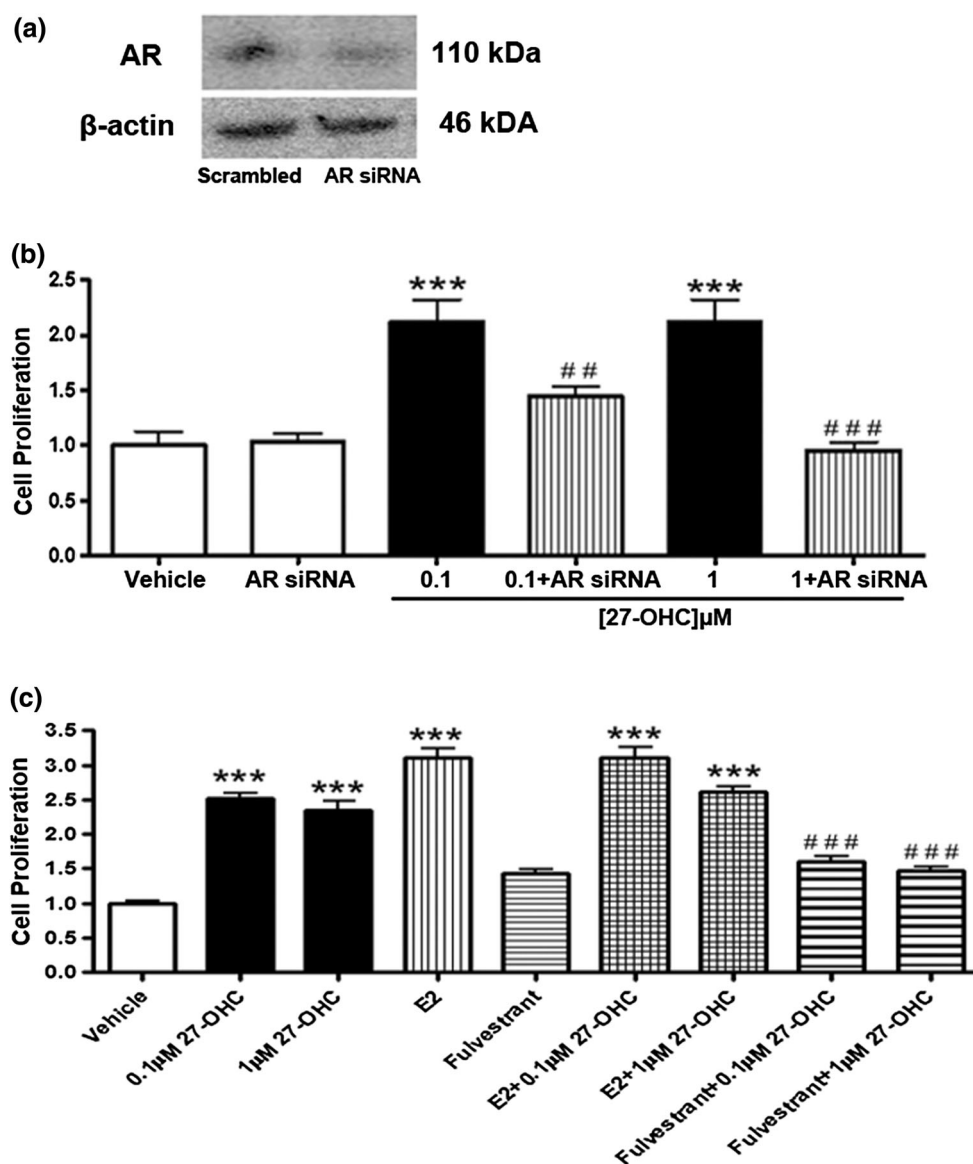 (a)
AR
110 kDa
β-actin
46 kDA
Scrambled AR siRNA
(b)
Cell Proliferation
2.5
2.0
1.5
1.0
0.5
0.0
***
##
***
###
Vehicle AR siRNA 0.1 0.1+AR siRNA 1 1+AR siRNA
[27-OHC]µM
(c)
Cell Proliferation
3.5
3.0
2.5
2.0
1.5
1.0
0.5
0.0
***
***
***
***
***
###
###
Vehicle
0.1µM 27-OHC
1µM 27-OHC
E2
Fulvestrant
E2+ 0.1µM 27-OHC
E2+1µM 27-OHC
Fulvestrant+ 0.1µM 27-OHC
Fulvestrant+ 1µM 27-OHC